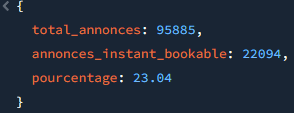 {
total_annonces: 95885,
annonces_instant_bookable: 22094,
pourcentage: 23.04
}